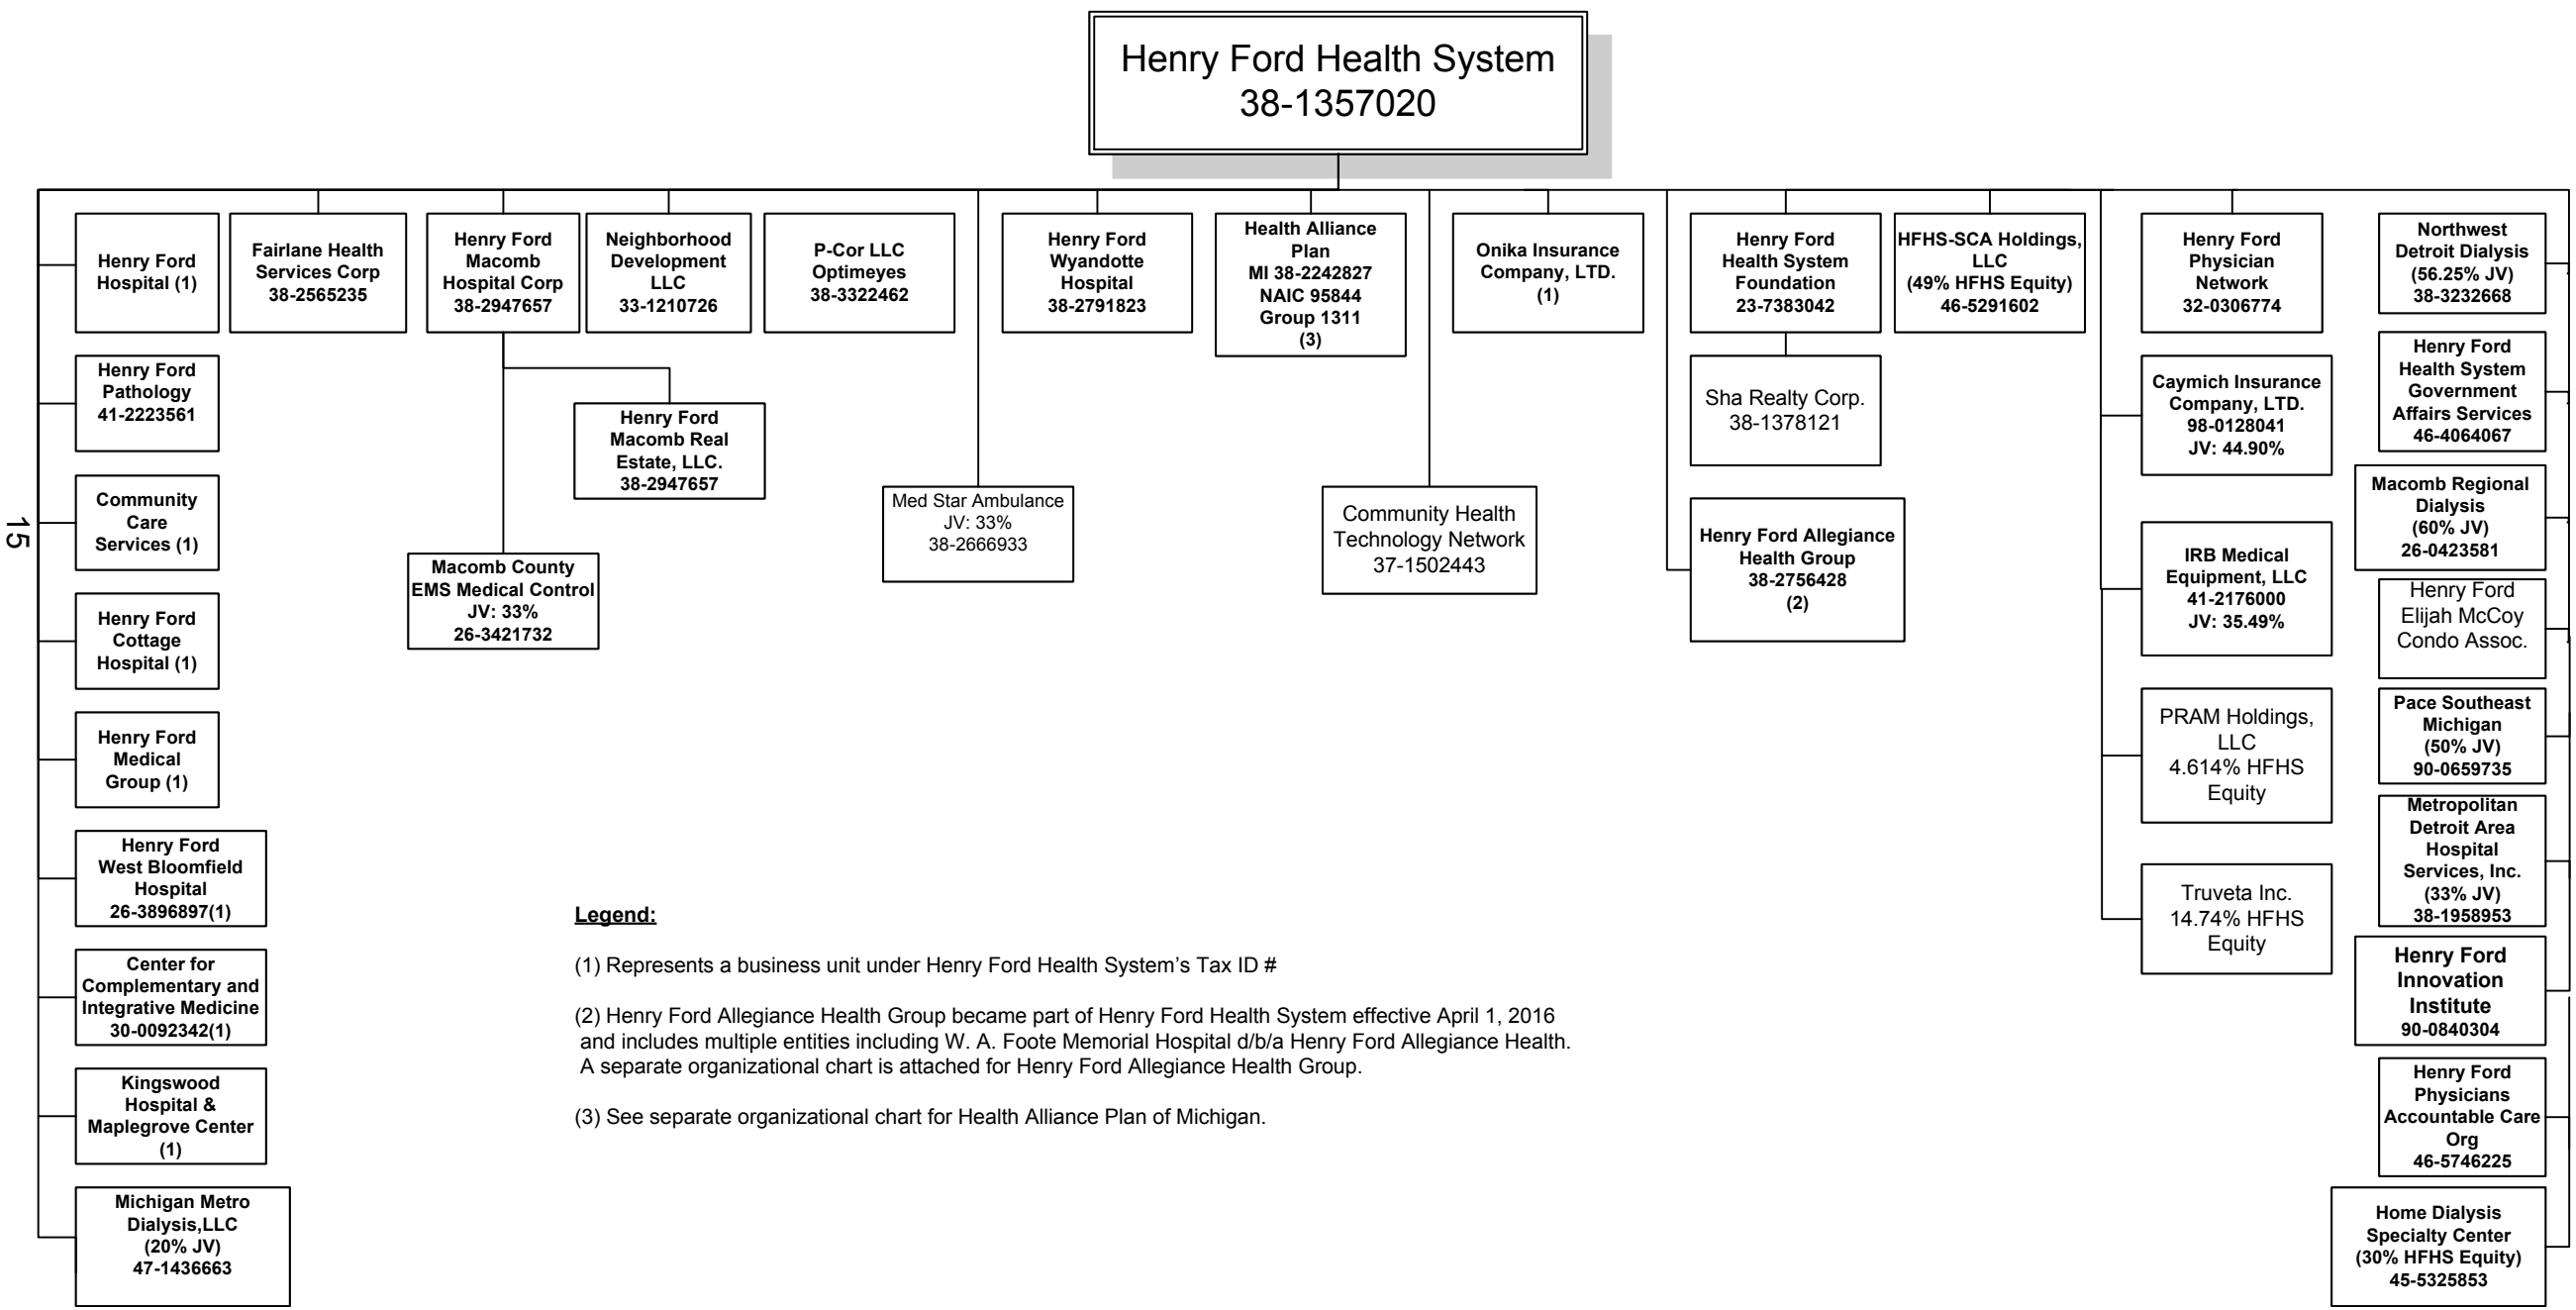 Henry Ford Health System
38-1357020
Henry Ford
Hospital (1)
Fairlane Health
Services Corp
38-2565235
Henry Ford
Macomb
Hospital Corp
38-2947657
Neighborhood
Development
LLC
33-1210726
P-Cor LLC
Optimeyes
38-3322462
Henry Ford
Wyandotte
Hospital
38-2791823
Health Alliance
Plan
MI 38-2242827
NAIC 95844
Group 1311
(3)
Onika Insurance
Company, LTD.
(1)
Henry Ford
Health System
Foundation
23-7383042
HFHS-SCA Holdings,
LLC
(49% HFHS Equity)
46-5291602
Henry Ford
Physician
Network
32-0306774
Northwest
Detroit Dialysis
(56.25% JV)
38-3232668
Henry Ford
Pathology
41-2223561
Henry Ford
Macomb Real
Estate, LLC.
38-2947657
Sha Realty Corp.
38-1378121
Caymich Insurance
Company, LTD.
98-0128041
JV: 44.90%
Henry Ford
Health System
Government
Affairs Services
46-4064067
Community
Care
Services (1)
Med Star Ambulance
JV: 33%
38-2666933
Community Health
Technology Network
37-1502443
Henry Ford Allegiance
Health Group
38-2756428
(2)
IRB Medical
Equipment, LLC
41-2176000
JV: 35.49%
Macomb Regional
Dialysis
(60% JV)
26-0423581
15
Macomb County
EMS Medical Control
JV: 33%
26-3421732
Henry Ford
Cottage
Hospital (1)
Henry Ford
Elijah McCoy
Condo Assoc.
Henry Ford
Medical
Group (1)
PRAM Holdings,
LLC
4.614% HFHS
Equity
Pace Southeast
Michigan
(50% JV)
90-0659735
Henry Ford
West Bloomfield
Hospital
26-3896897(1)
Truveta Inc.
14.74% HFHS
Equity
Metropolitan
Detroit Area
Hospital
Services, Inc.
(33% JV)
38-1958953
Center for
Complementary and
Integrative Medicine
30-0092342(1)
Henry Ford
Innovation
Institute
90-0840304
Kingswood
Hospital &
Maplegrove Center
(1)
Henry Ford
Physicians
Accountable Care
Org
46-5746225
Michigan Metro
Dialysis,LLC
(20% JV)
47-1436663
Home Dialysis
Specialty Center
(30% HFHS Equity)
45-5325853
Legend:
(1) Represents a business unit under Henry Ford Health System’s Tax ID #
(2) Henry Ford Allegiance Health Group became part of Henry Ford Health System effective April 1, 2016
and includes multiple entities including W. A. Foote Memorial Hospital d/b/a Henry Ford Allegiance Health.
A separate organizational chart is attached for Henry Ford Allegiance Health Group.
(3) See separate organizational chart for Health Alliance Plan of Michigan.